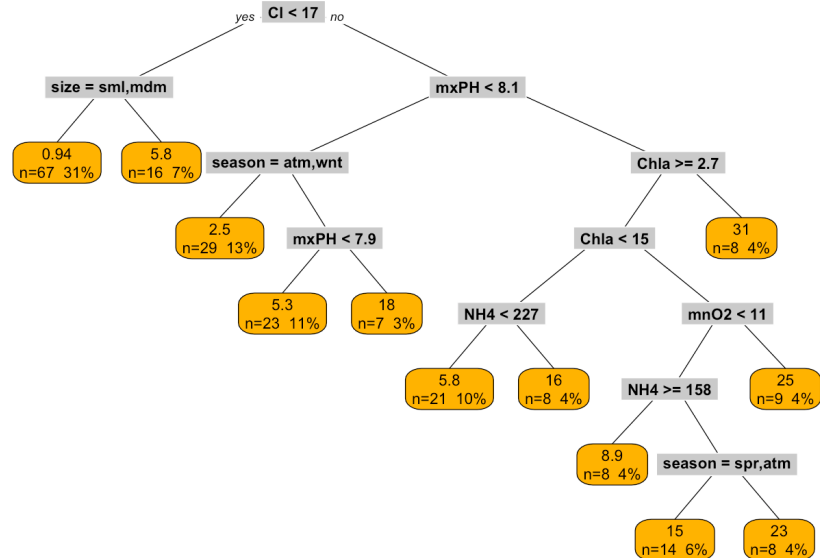 yes Cl < 17 no
size = sml,mdm
mxPH < 8.1
0.94
n=67 31%
5.8
n=16 7%
season = atm,wnt
Chla >= 2.7
2.5
n=29 13%
mxPH < 7.9
Chla < 15
31
n=8 4%
5.3
n=23 11%
18
n=7 3%
NH4 < 227
mnO2 < 11
5.8
n=21 10%
16
n=8 4%
NH4 >= 158
25
n=9 4%
8.9
n=8 4%
season = spr,atm
15
n=14 6%
23
n=8 4%